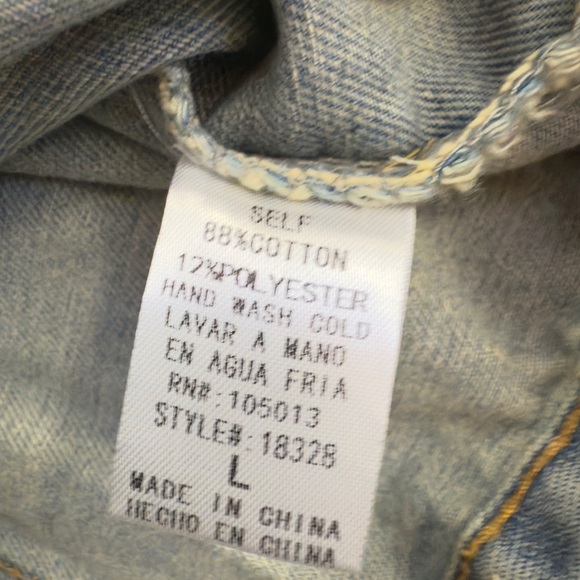 SELF
88%COTTON
12%POLYESTER
HAND WASH COLD
LAVAR A MANO
EN AGUA FRIA
RN#:105013
STYLE#:18328
L
MADE IN CHINA
HECHO EN CHINA